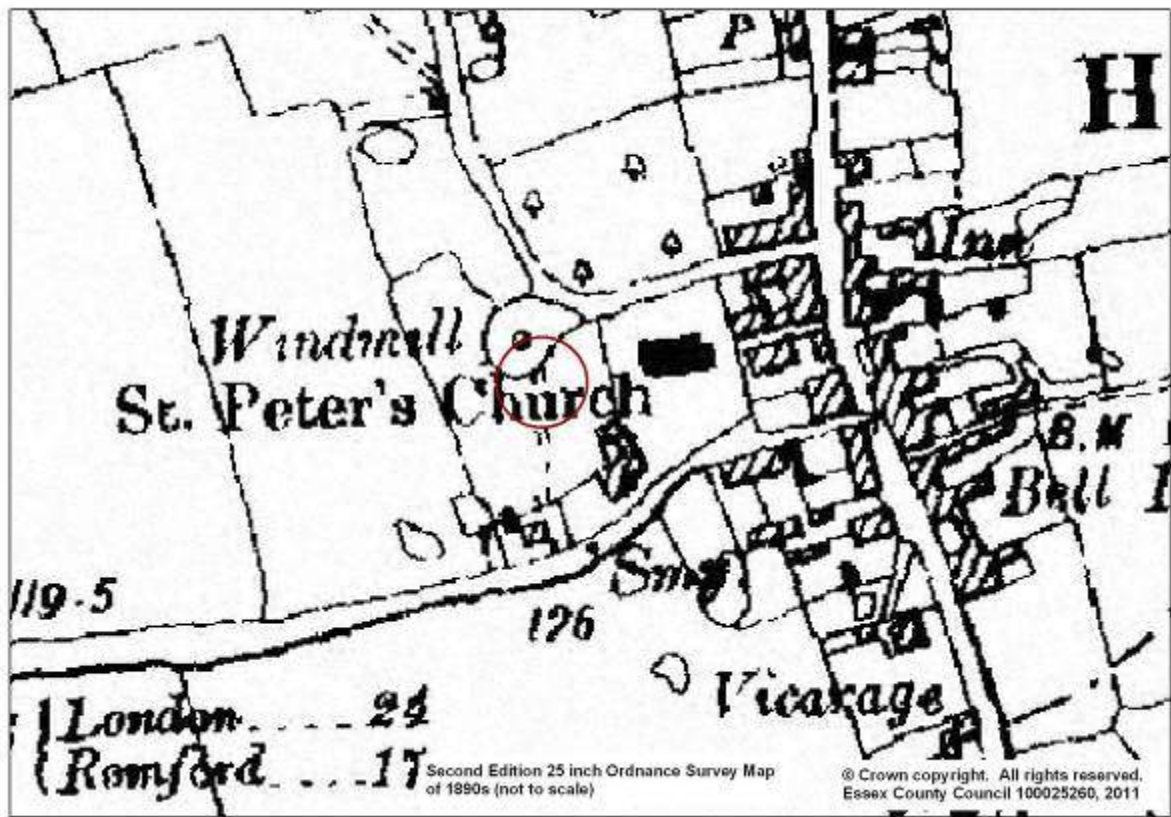 P
H
Inn
Windmill
St. Peter's Church
B.M
Bell
119.5
Smy.
126
Vicarage
London . . . . 24
Romford . . . . 17
Second Edition 25 inch Ordnance Survey Map
of 1890s (not to scale)
© Crown copyright. All rights reserved.
Essex County Council 100025260, 2011